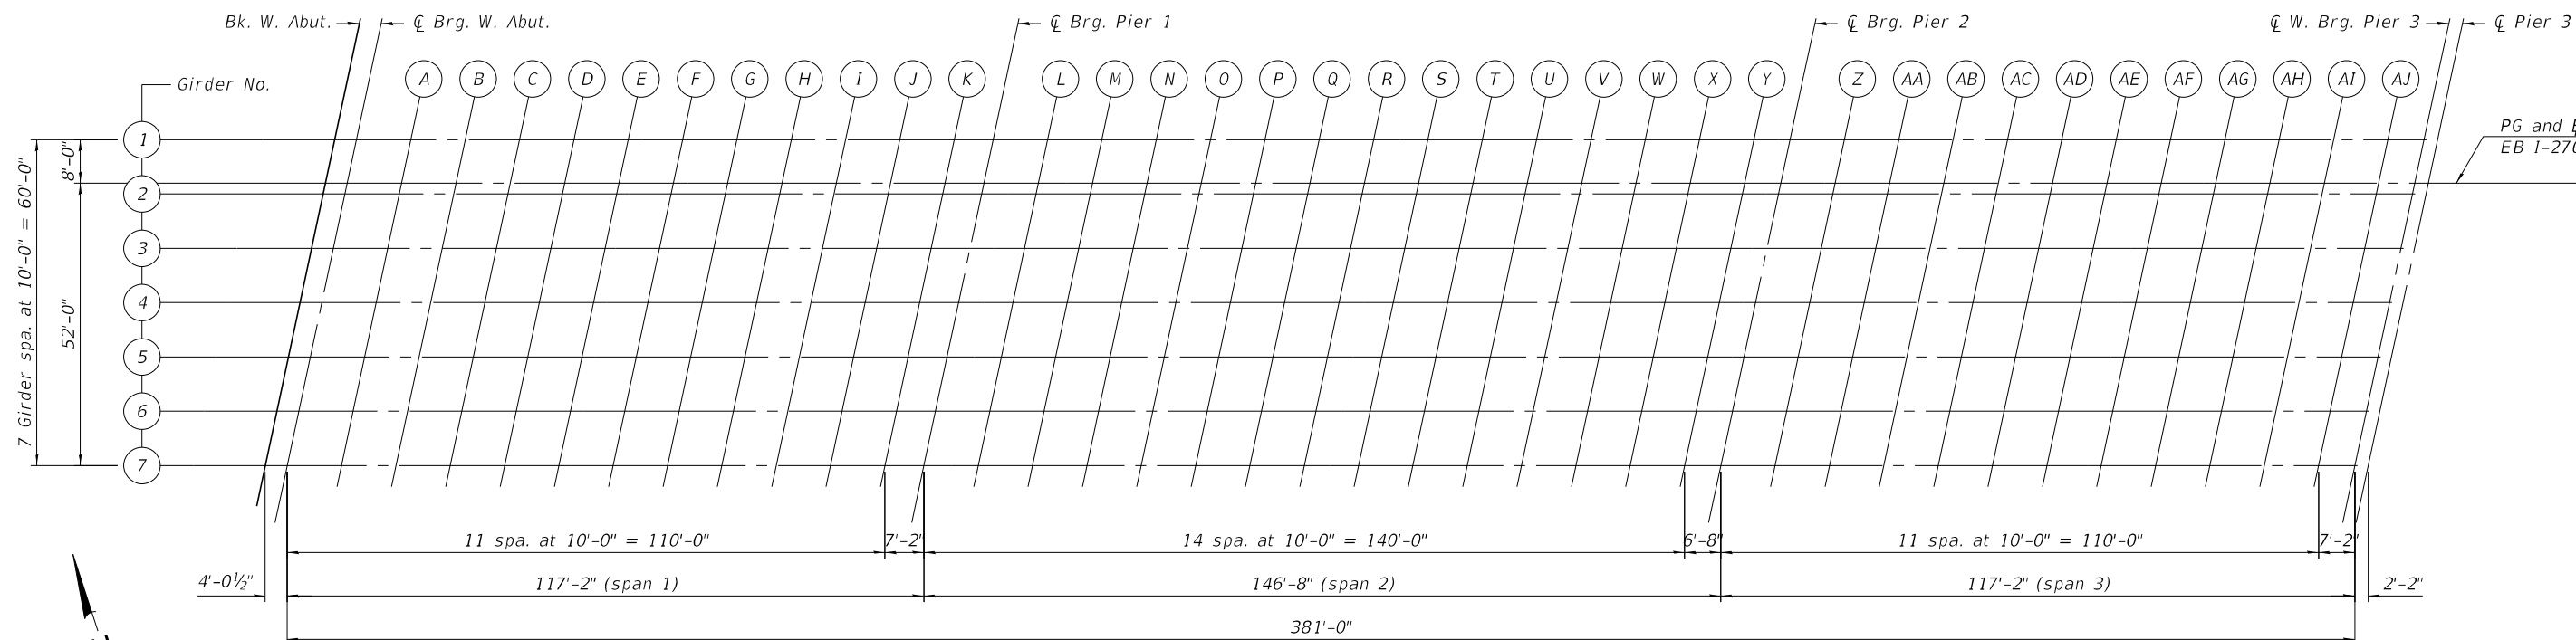 Bk. W. Abut. ℄ Brg. W. Abut. ℄ Brg. Pier 1 ℄ Brg. Pier 2 ℄ W. Brg. Pier 3 ℄ Pier 3
A B C D E F G H I J K L M N O P Q R S T U V W X Y Z AA AB AC AD AE AF AG AH AI AJ
Girder No.
PG and
EB I-270
1
2
3
4
5
6
7
7 Girder spa. at 10'-0" = 60'-0"
8'-0"
52'-0"
11 spa. at 10'-0" = 110'-0" 7'-2" 14 spa. at 10'-0" = 140'-0" 6'-8" 11 spa. at 10'-0" = 110'-0" 7'-2"
4'-0½" 117'-2" (span 1) 146'-8" (span 2) 117'-2" (span 3) 2'-2"
381'-0"